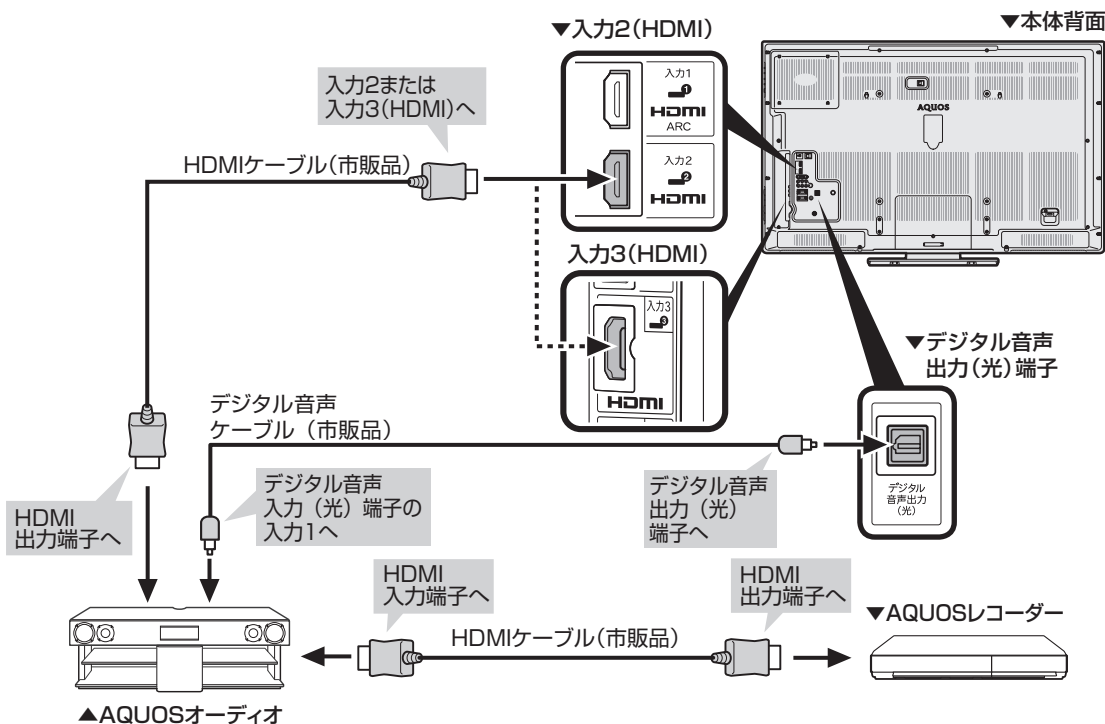 ▼入力2(HDMI)
▼本体背面
入力1
1
HDMI
ARC
入力2
2
HDMI
AQUOS
入力2または
入力3(HDMI)へ
HDMIケーブル(市販品)
入力3(HDMI)
入力3
3
HDMI
▼デジタル音声
出力(光)端子
デジタル
音声出力
(光)
デジタル音声
ケーブル(市販品)
HDMI
出力端子へ
デジタル音声
入力(光)端子の
入力1へ
デジタル音声
出力(光)
端子へ
HDMI
入力端子へ
HDMI
出力端子へ
HDMIケーブル(市販品)
▼AQUOSレコーダー
▲AQUOSオーディオ